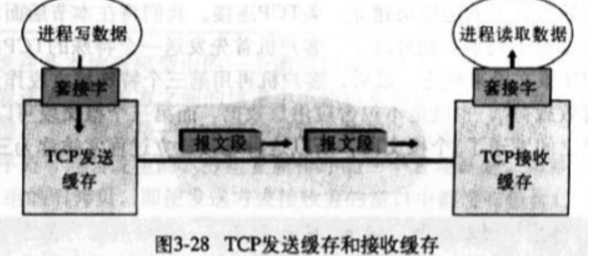 进程写数据
进程读取数据
套接字
套接字
报文段
报文段
TCP发送
缓存
TCP接收
缓存
图3-28 TCP发送缓存和接收缓存